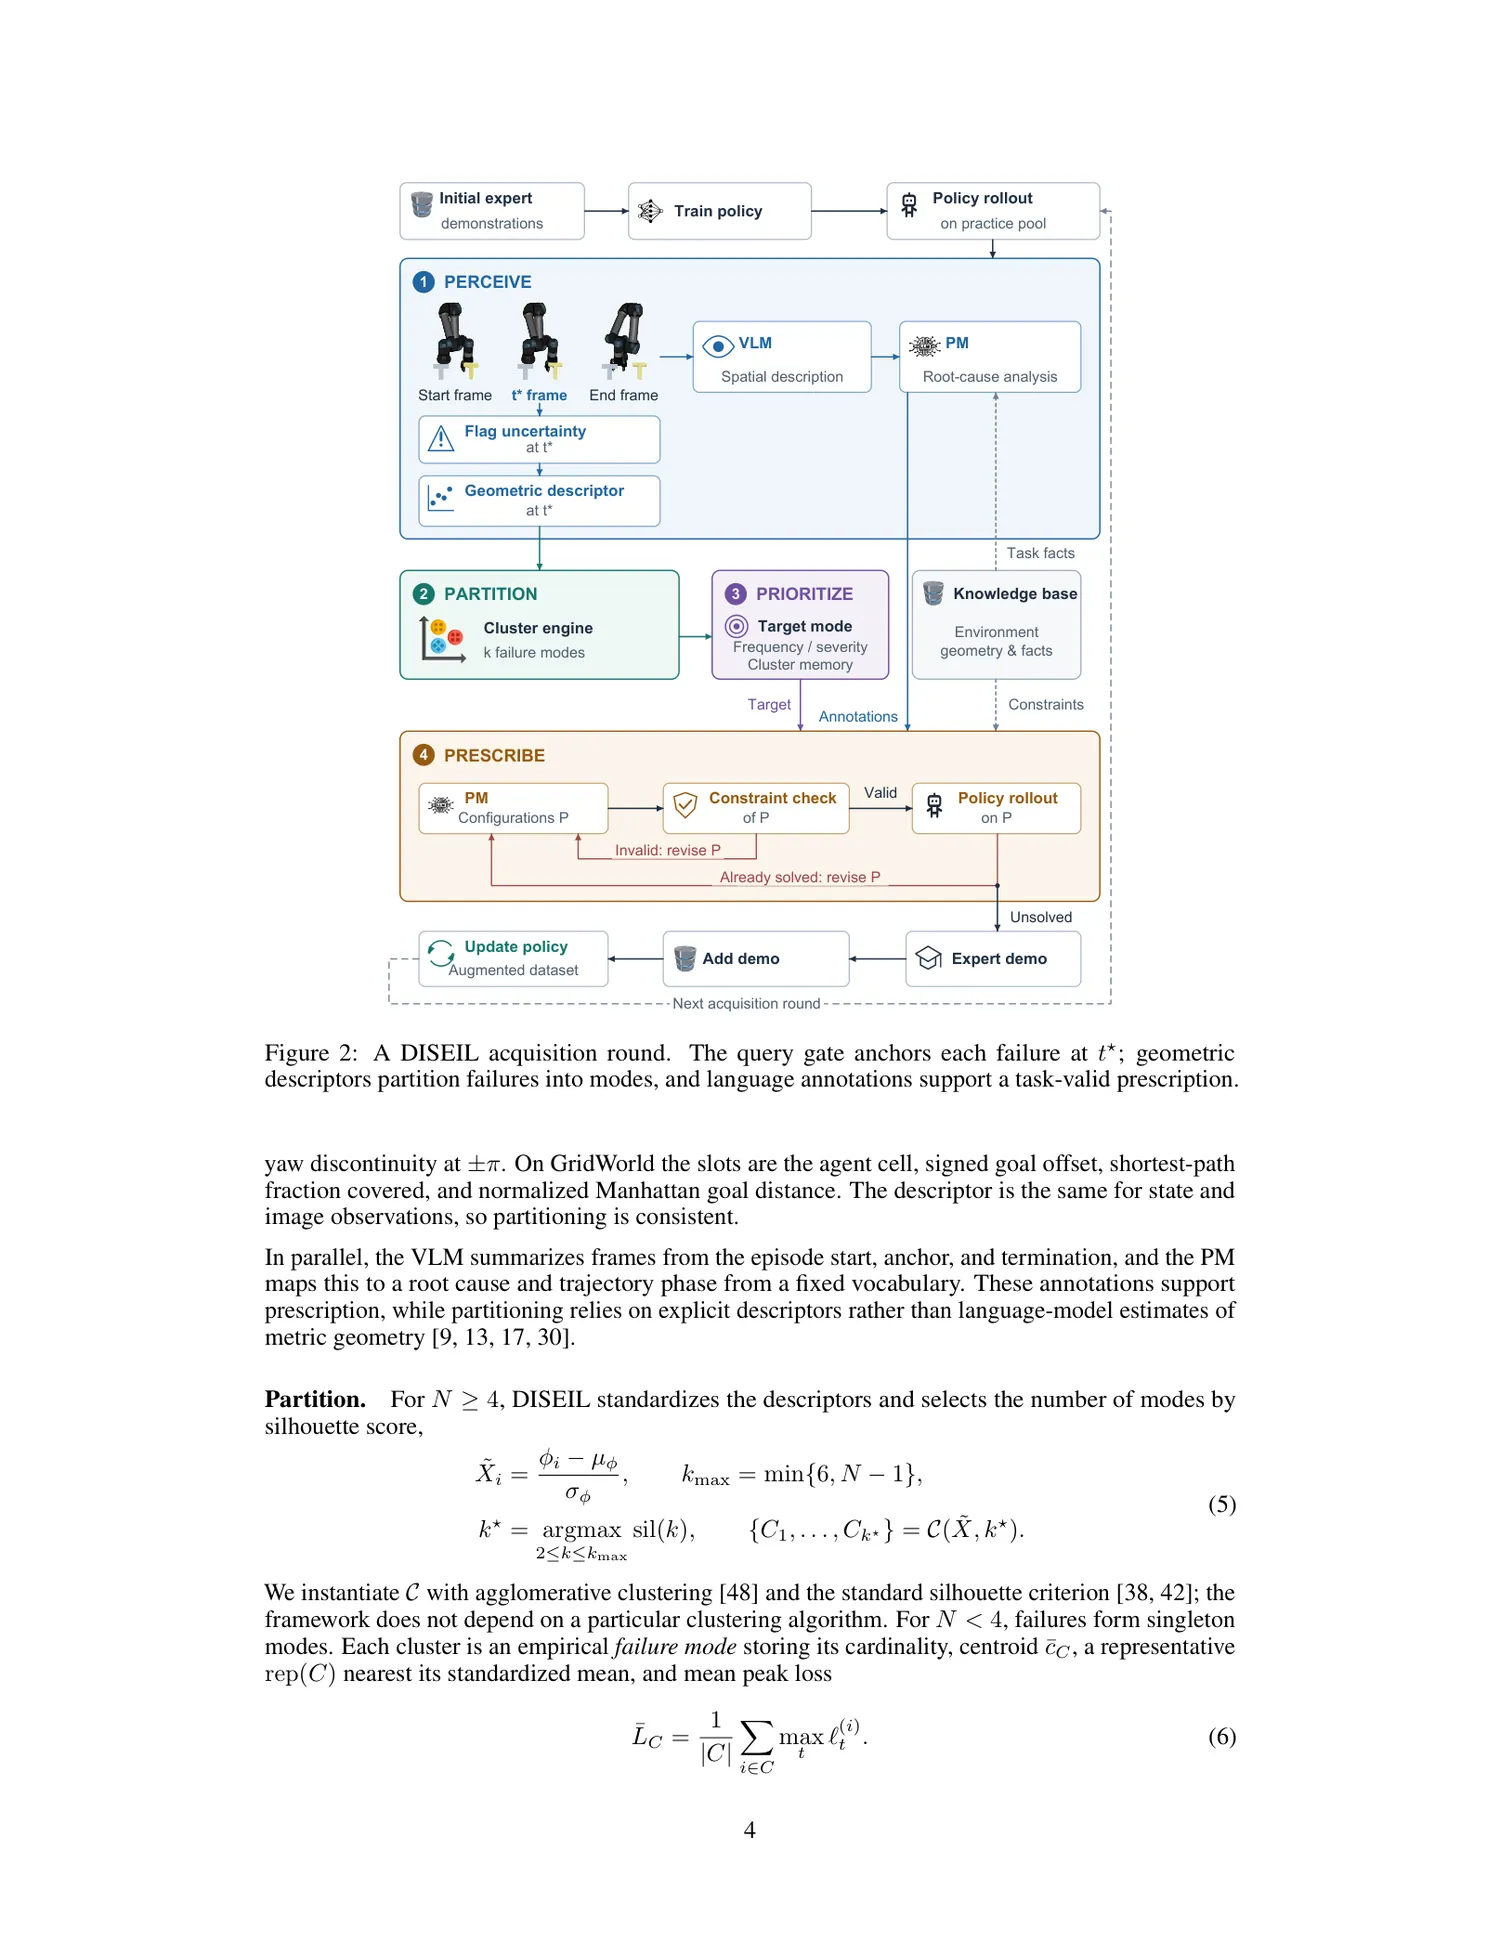 Initial expert
demonstrations
Train policy
Policy rollout
on practice pool
1 PERCEIVE
Start frame
t* frame
End frame
VLM
Spatial description
PM
Root-cause analysis
Flag uncertainty
at t*
Geometric descriptor
at t*
Task facts
2 PARTITION
Cluster engine
k failure modes
3 PRIORITIZE
Target mode
Frequency / severity
Cluster memory
Knowledge base
Environment
geometry & facts
Target
Annotations
Constraints
4 PRESCRIBE
PM
Configurations P
Constraint check
of P
Valid
Policy rollout
on P
Invalid: revise P
Already solved: revise P
Unsolved
Update policy
Augmented dataset
Add demo
Expert demo
Next acquisition round
Figure 2: A DISEIL acquisition round. The query gate anchors each failure at t⋆; geometric
descriptors partition failures into modes, and language annotations support a task-valid prescription.
yaw discontinuity at ±π. On GridWorld the slots are the agent cell, signed goal offset, shortest-path
fraction covered, and normalized Manhattan goal distance. The descriptor is the same for state and
image observations, so partitioning is consistent.
In parallel, the VLM summarizes frames from the episode start, anchor, and termination, and the PM
maps this to a root cause and trajectory phase from a fixed vocabulary. These annotations support
prescription, while partitioning relies on explicit descriptors rather than language-model estimates of
metric geometry [9, 13, 17, 30].
Partition. For N ≥ 4, DISEIL standardizes the descriptors and selects the number of modes by
silhouette score,
X̃_i = (φ_i − μ_φ) / σ_φ, k_max = min{6, N − 1},
(5)
k⋆ = argmax_{2≤k≤k_max} sil(k), {C_1, . . . , C_{k⋆}} = 𝒞(X̃, k⋆).
We instantiate 𝒞 with agglomerative clustering [48] and the standard silhouette criterion [38, 42]; the
framework does not depend on a particular clustering algorithm. For N < 4, failures form singleton
modes. Each cluster is an empirical failure mode storing its cardinality, centroid c̄_C, a representative
rep(C) nearest its standardized mean, and mean peak loss
L̄_C = 1/|C| ∑_{i∈C} max_t ℓ_t^{(i)}. (6)
4